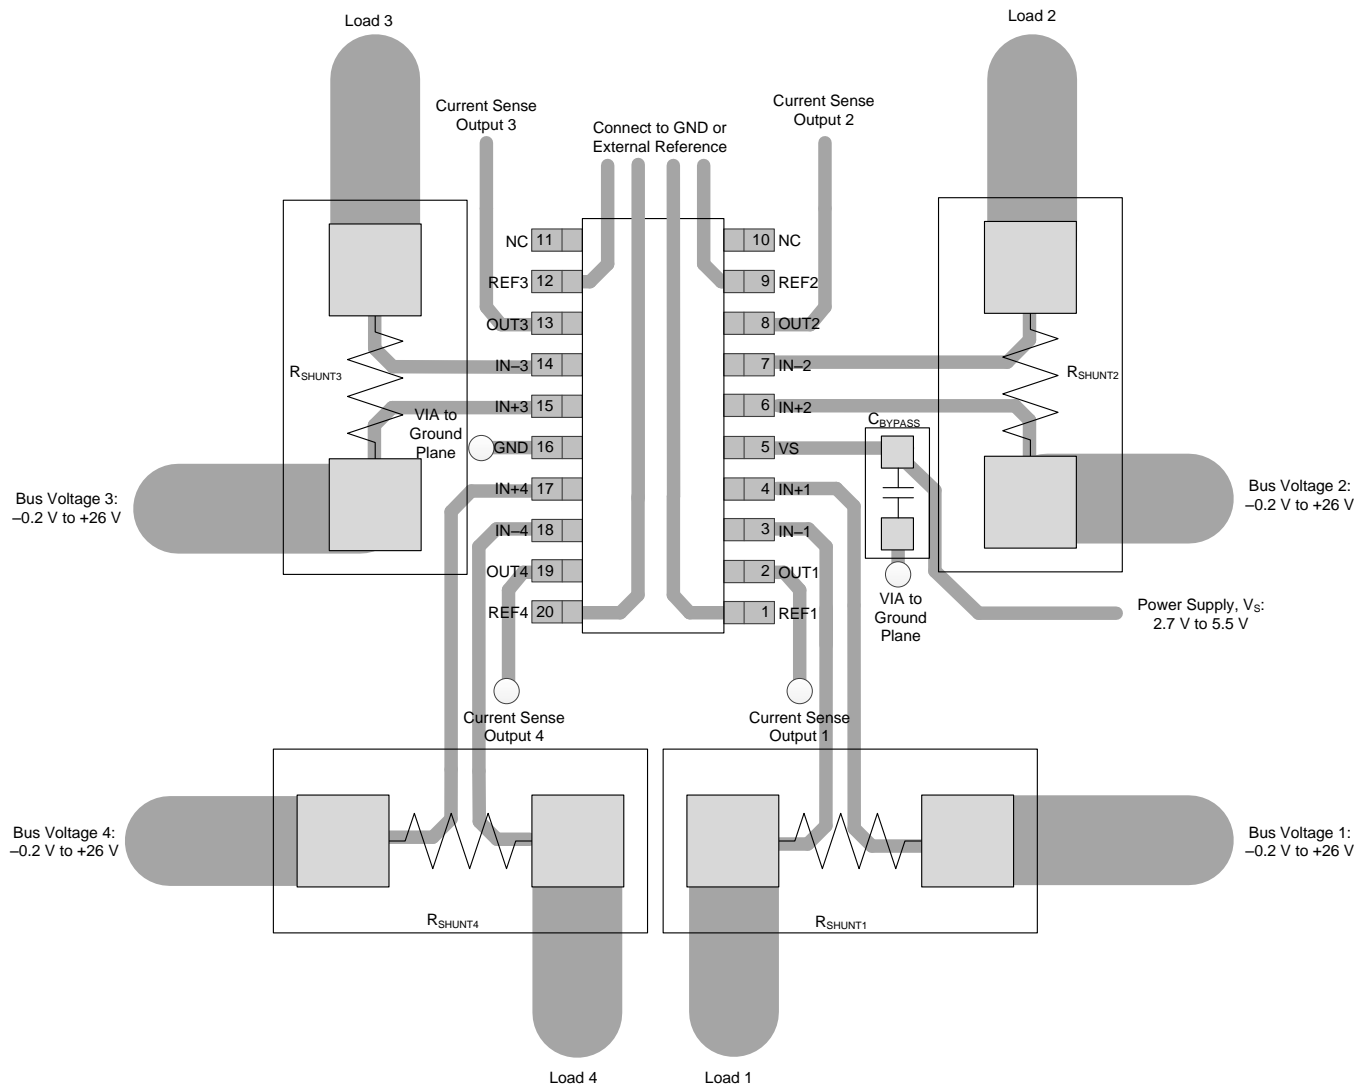 Load 3
Load 2
Current Sense
Output 3
Connect to GND or
External Reference
Current Sense
Output 2
NC 11
10 NC
REF3 12
9 REF2
OUT3 13
8 OUT2
IN–3 14
7 IN–2
RSHUNT3
RSHUNT2
IN+3 15
6 IN+2
VIA to
Ground
Plane
CBYPASS
GND 16
5 VS
Bus Voltage 3:
–0.2 V to +26 V
IN+4 17
4 IN+1
Bus Voltage 2:
–0.2 V to +26 V
IN–4 18
3 IN–1
OUT4 19
2 OUT1
REF4 20
1 REF1
VIA to
Ground
Plane
Power Supply, VS:
2.7 V to 5.5 V
Current Sense
Output 4
Current Sense
Output 1
Bus Voltage 4:
–0.2 V to +26 V
Bus Voltage 1:
–0.2 V to +26 V
RSHUNT4
RSHUNT1
Load 4
Load 1